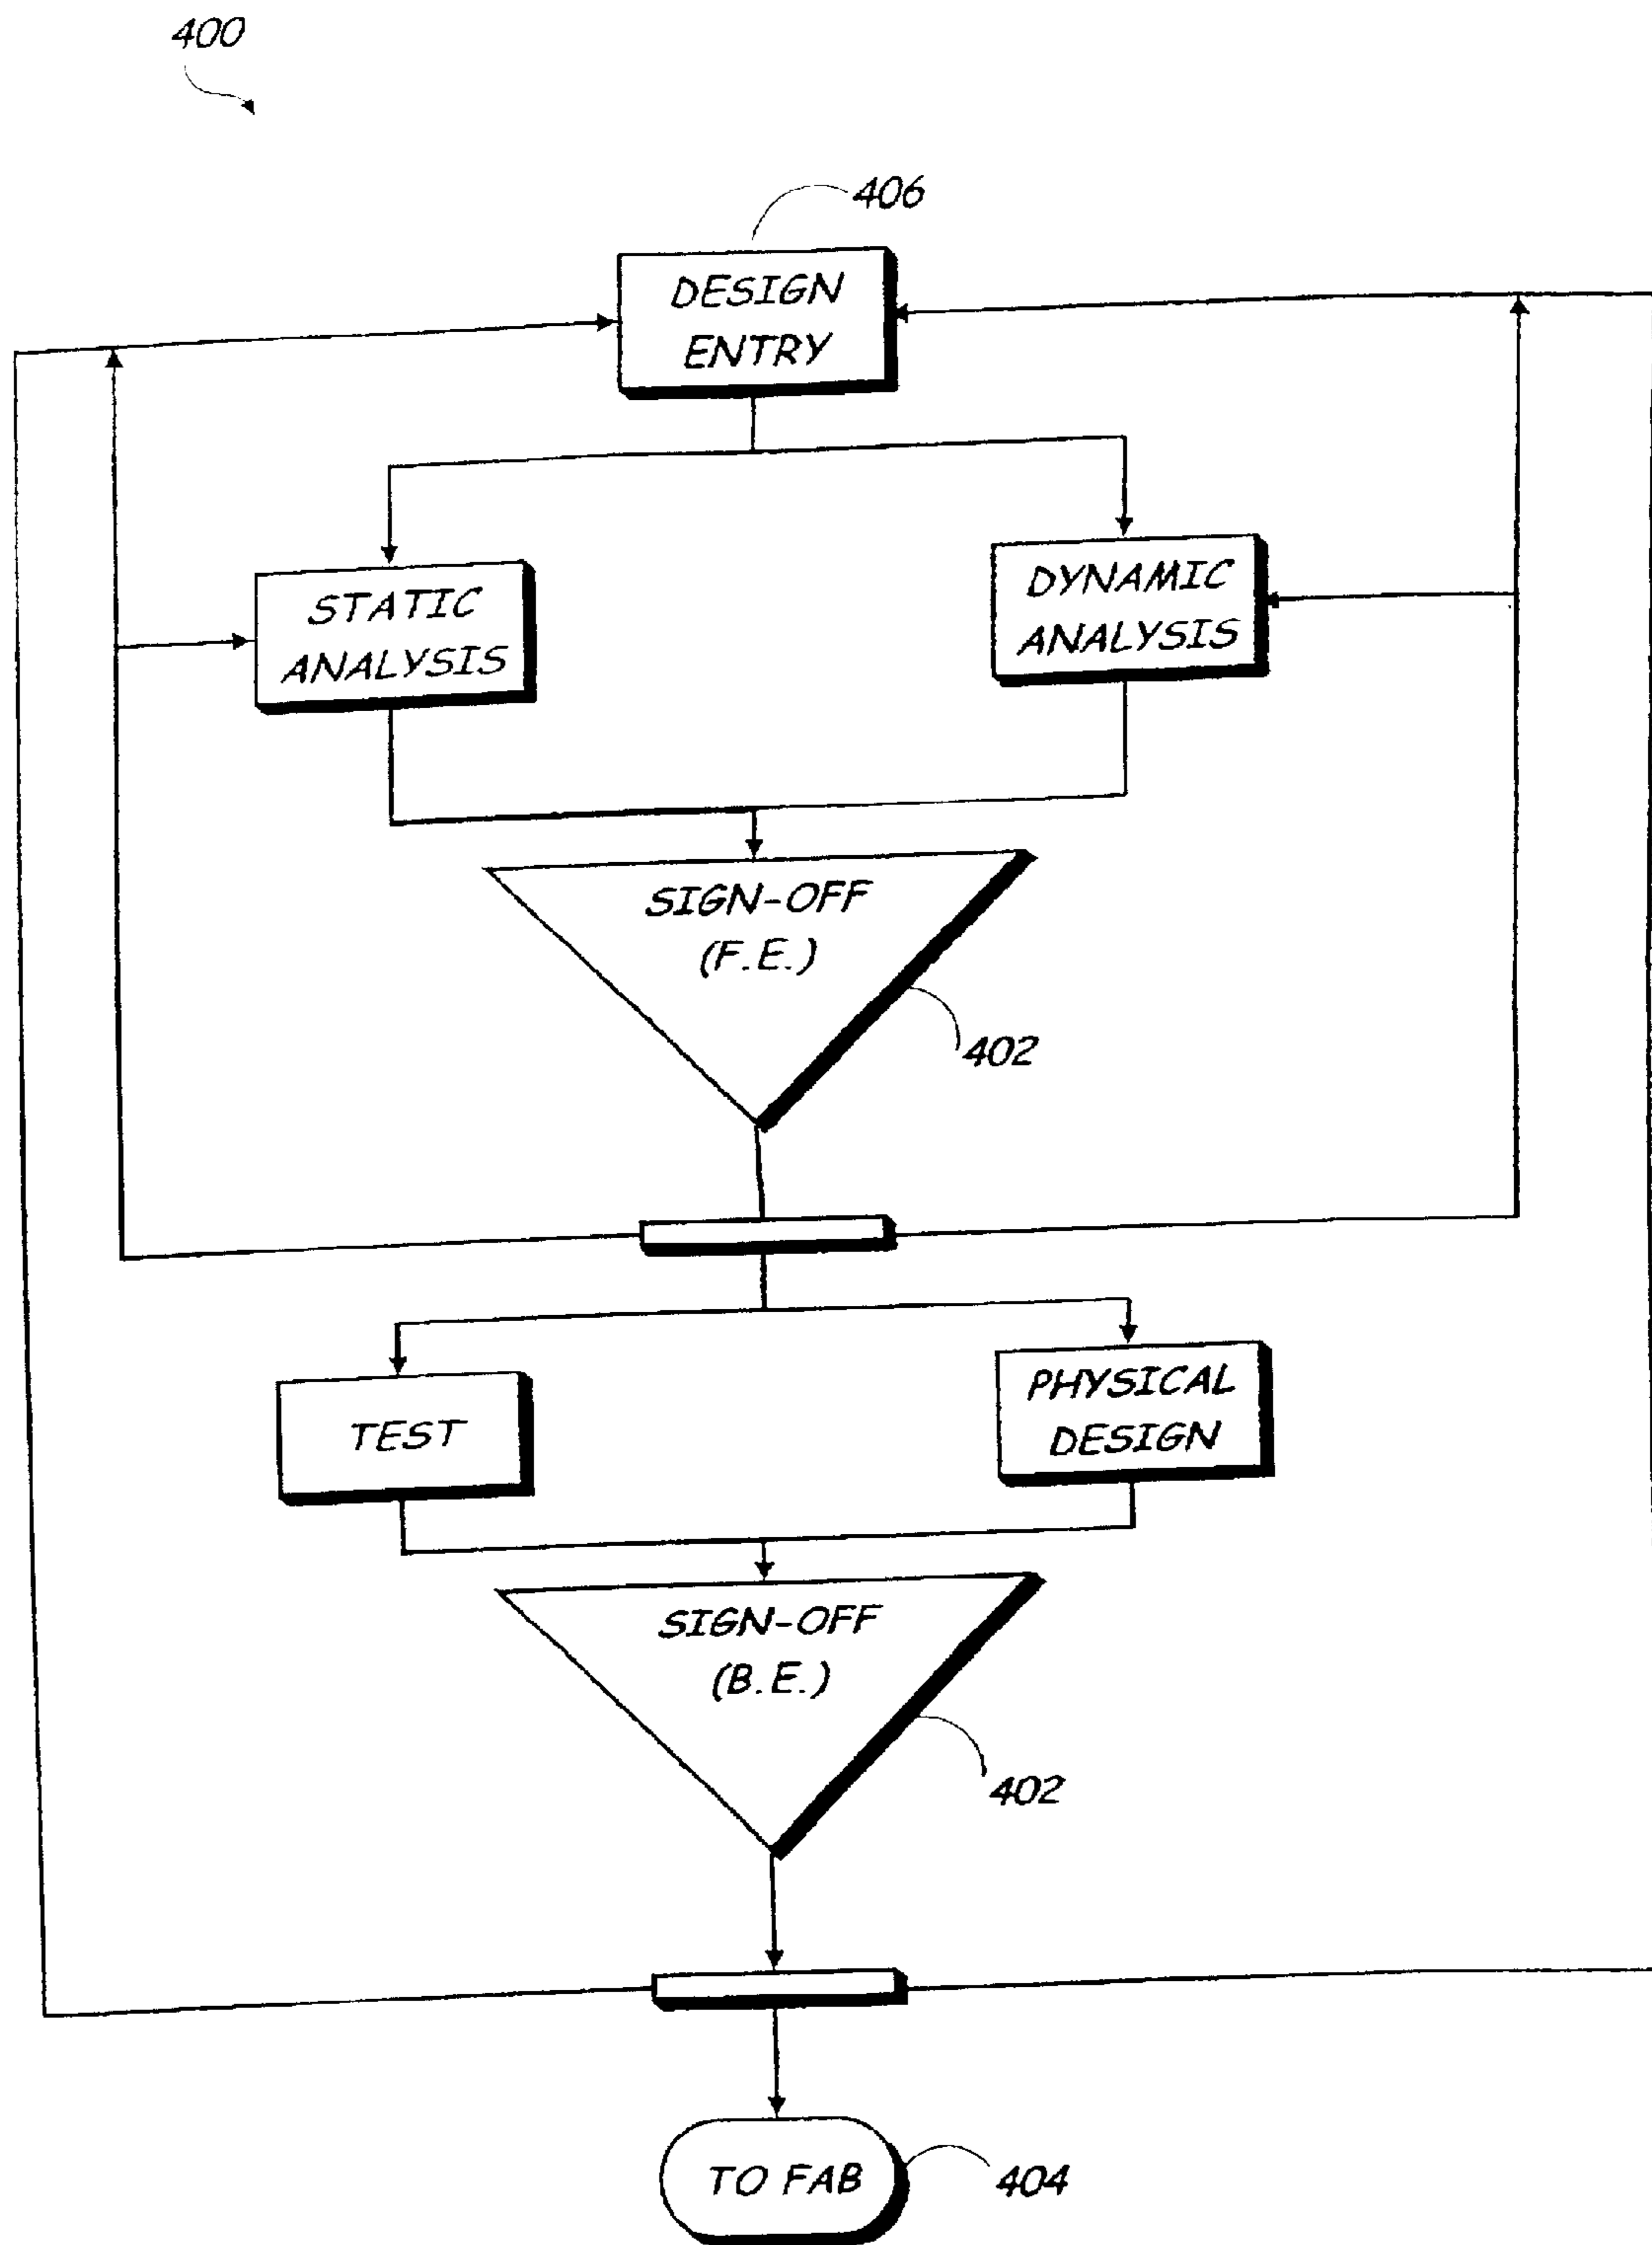 400
406
DESIGN
ENTRY
STATIC
ANALYSIS
DYNAMIC
ANALYSIS
SIGN-OFF
(F.E.)
402
TEST
PHYSICAL
DESIGN
SIGN-OFF
(B.E.)
402
TO FAB
404